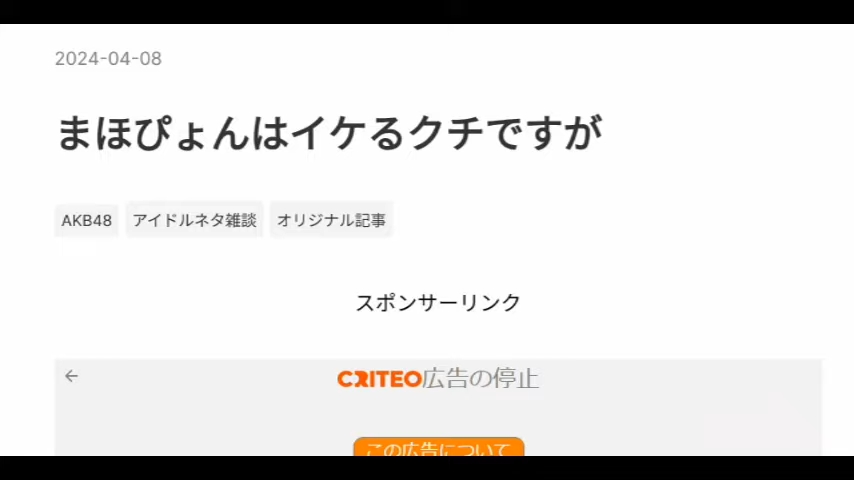 2024-04-08
まほぴょんはイケるクチですが
AKB48 アイドルネタ雑談 オリジナル記事
スポンサーリンク
CRITEO広告の停止
この広告について